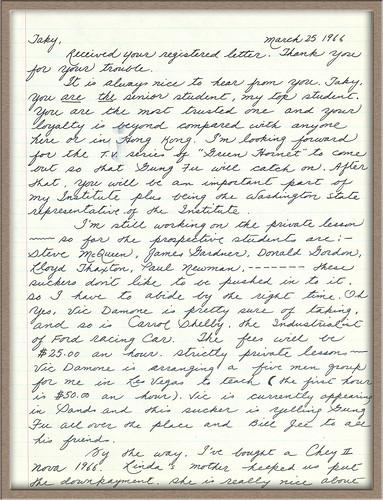 Taky, March 25 1966
Received your registered letter. Thank you
for your trouble.
It is always nice to hear from you. Taky,
you are the senior student, my top student.
You are the most trusted one and your
loyalty is beyond compared with anyone
here or in Hong Kong. I'm looking forward
for the T.V. series of "Green Hornet" to come
out so that Gung Fu will catch on. After
that, you will be an important part of
my Institute plus being the Washington State
representative of the Institute.
I'm still working on the private lesson
— so far the prospective students are :-
Steve McQueen, James Gardner, Donald Gordon,
Lloyd Thaxton, Paul Newman, ------- these
suckers don't like to be pushed in to it,
so I have to abide by the right time. Oh
Yes, Vic Damone is pretty sure of taking,
and so is Carrol Shelby, the Industrialist
of Ford racing Car. The fees will be
$25.00 an hour. strictly private lessons —
Vic Damone is arranging a five men group
for me in Las Vegas to teach (the first hour
is $50.00 an hour). Vic is currently appearing
in Sands and this sucker is yelling Gung
Fu all over the place and Bill Gee to all
his friends.
By the way, I've bought a Chey II
Nova 1966. Linda's mother helped us put
the downpayment. she is really nice about